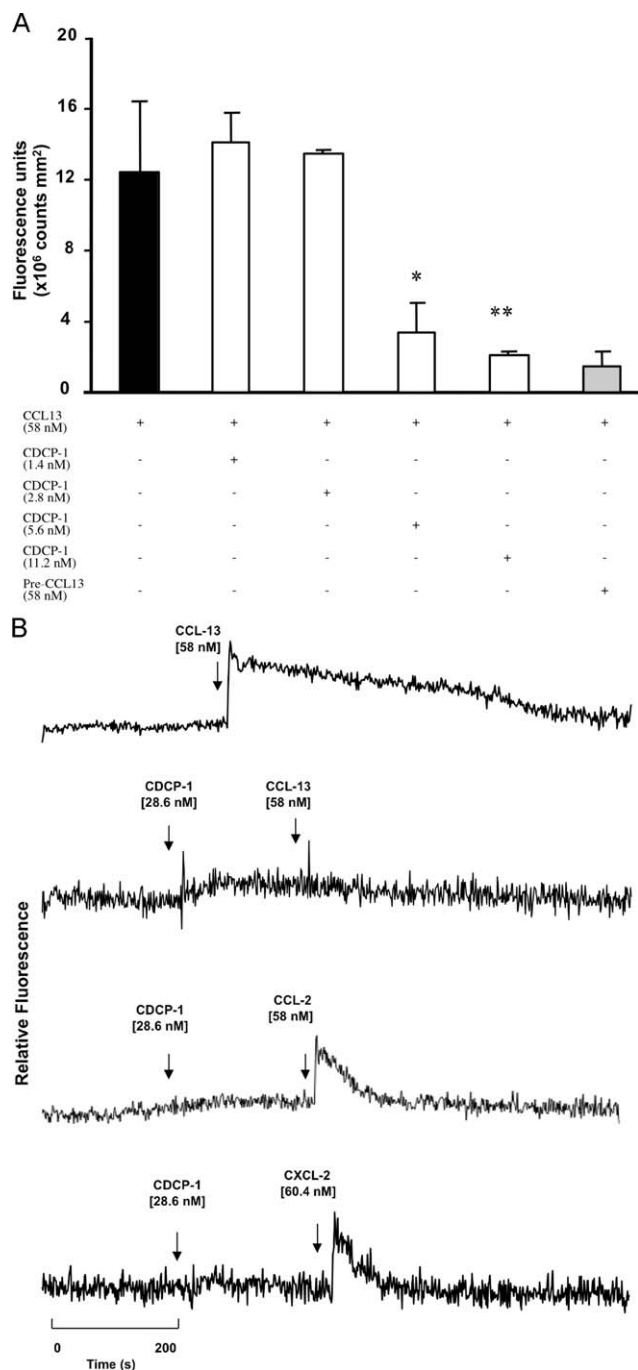 A
20
16
12
8
4
0
Fluorescence units
(x10⁶ counts mm²)
*
**
CCL13
(58 nM) + + + + + +
CDCP-1
(1.4 nM) - + - - - -
CDCP-1
(2.8 nM) - - + - - -
CDCP-1
(5.6 nM) - - - + - -
CDCP-1
(11.2 nM) - - - - + -
Pre-CCL13
(58 nM) - - - - - +
B
CCL-13
[58 nM]
CDCP-1
[28.6 nM]
CCL-13
[58 nM]
CDCP-1
[28.6 nM]
CCL-2
[58 nM]
CDCP-1
[28.6 nM]
CXCL-2
[60.4 nM]
Relative Fluorescence
0 200
Time (s)